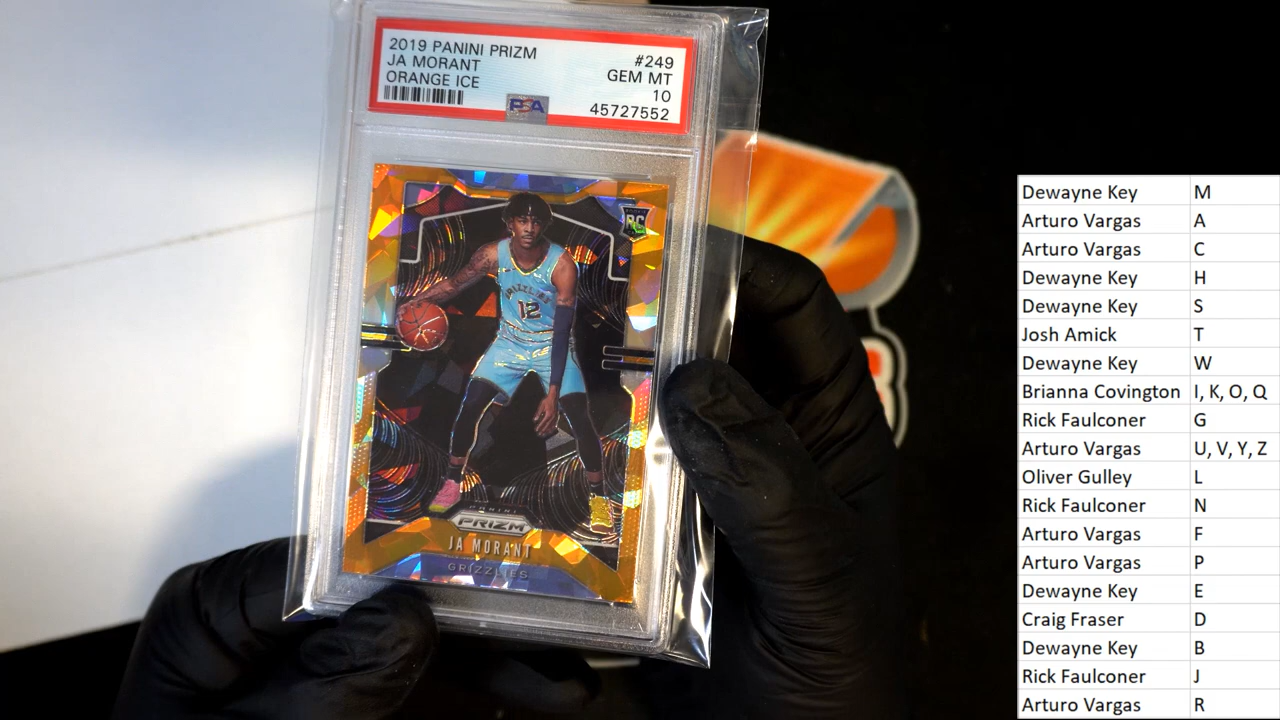 2019 PANINI PRIZM
#249
JA MORANT
GEM MT
ORANGE ICE
10
PSA
45727552
RC
GRIZZLIES
12
PANINI
PRIZM
JA MORANT
GRIZZLIES
Dewayne Key M
Arturo Vargas A
Arturo Vargas C
Dewayne Key H
Dewayne Key S
Josh Amick T
Dewayne Key W
Brianna Covington I, K, O, Q
Rick Faulconer G
Arturo Vargas U, V, Y, Z
Oliver Gulley L
Rick Faulconer N
Arturo Vargas F
Arturo Vargas P
Dewayne Key E
Craig Fraser D
Dewayne Key B
Rick Faulconer J
Arturo Vargas R